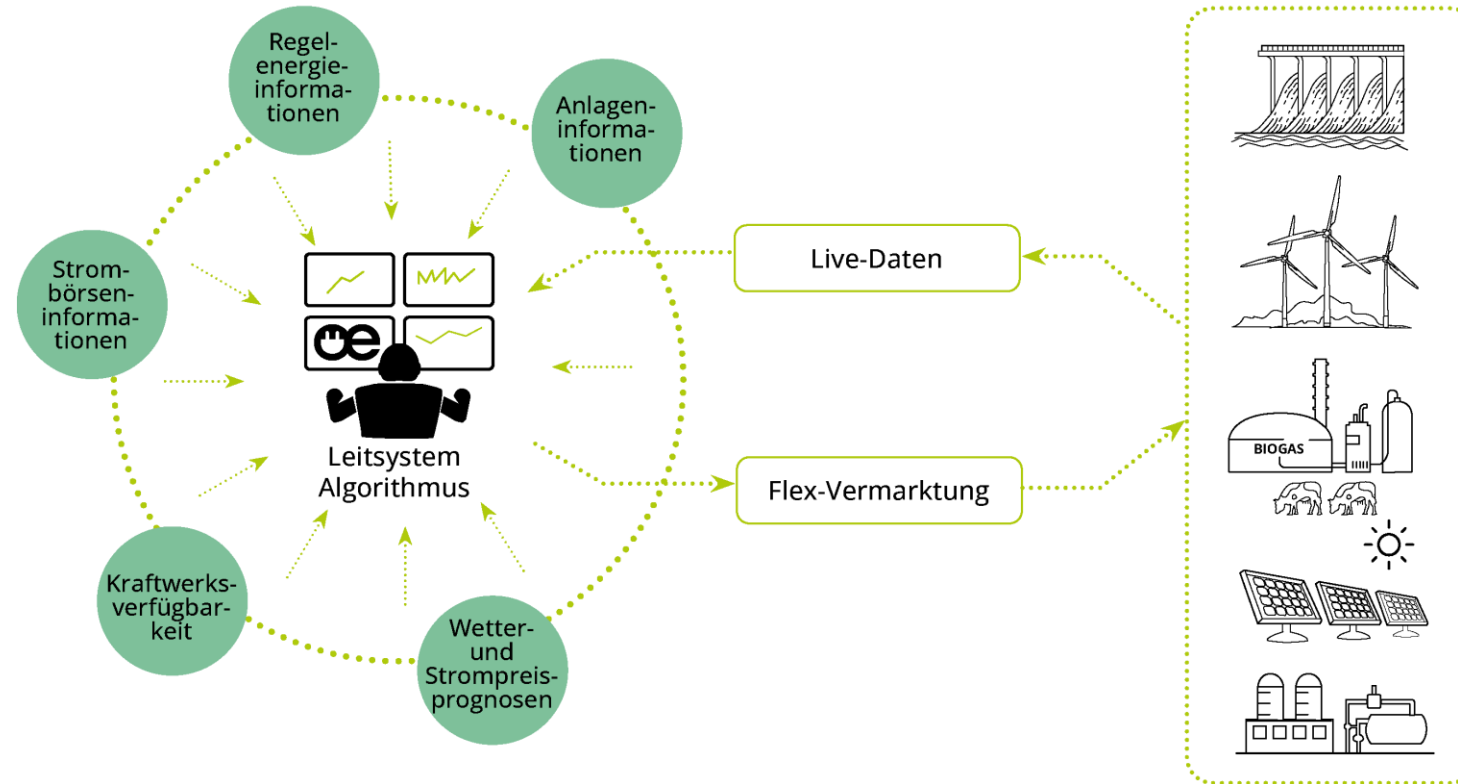 Regel-
energie-
informa-
tionen
Anlagen-
informa-
tionen
Strom-
börsen-
informa-
tionen
Live-Daten
œe
Leitsystem
Algorithmus
BIOGAS
Flex-Vermarktung
Kraftwerks-
verfügbar-
keit
Wetter-
und
Strompreis-
prognosen